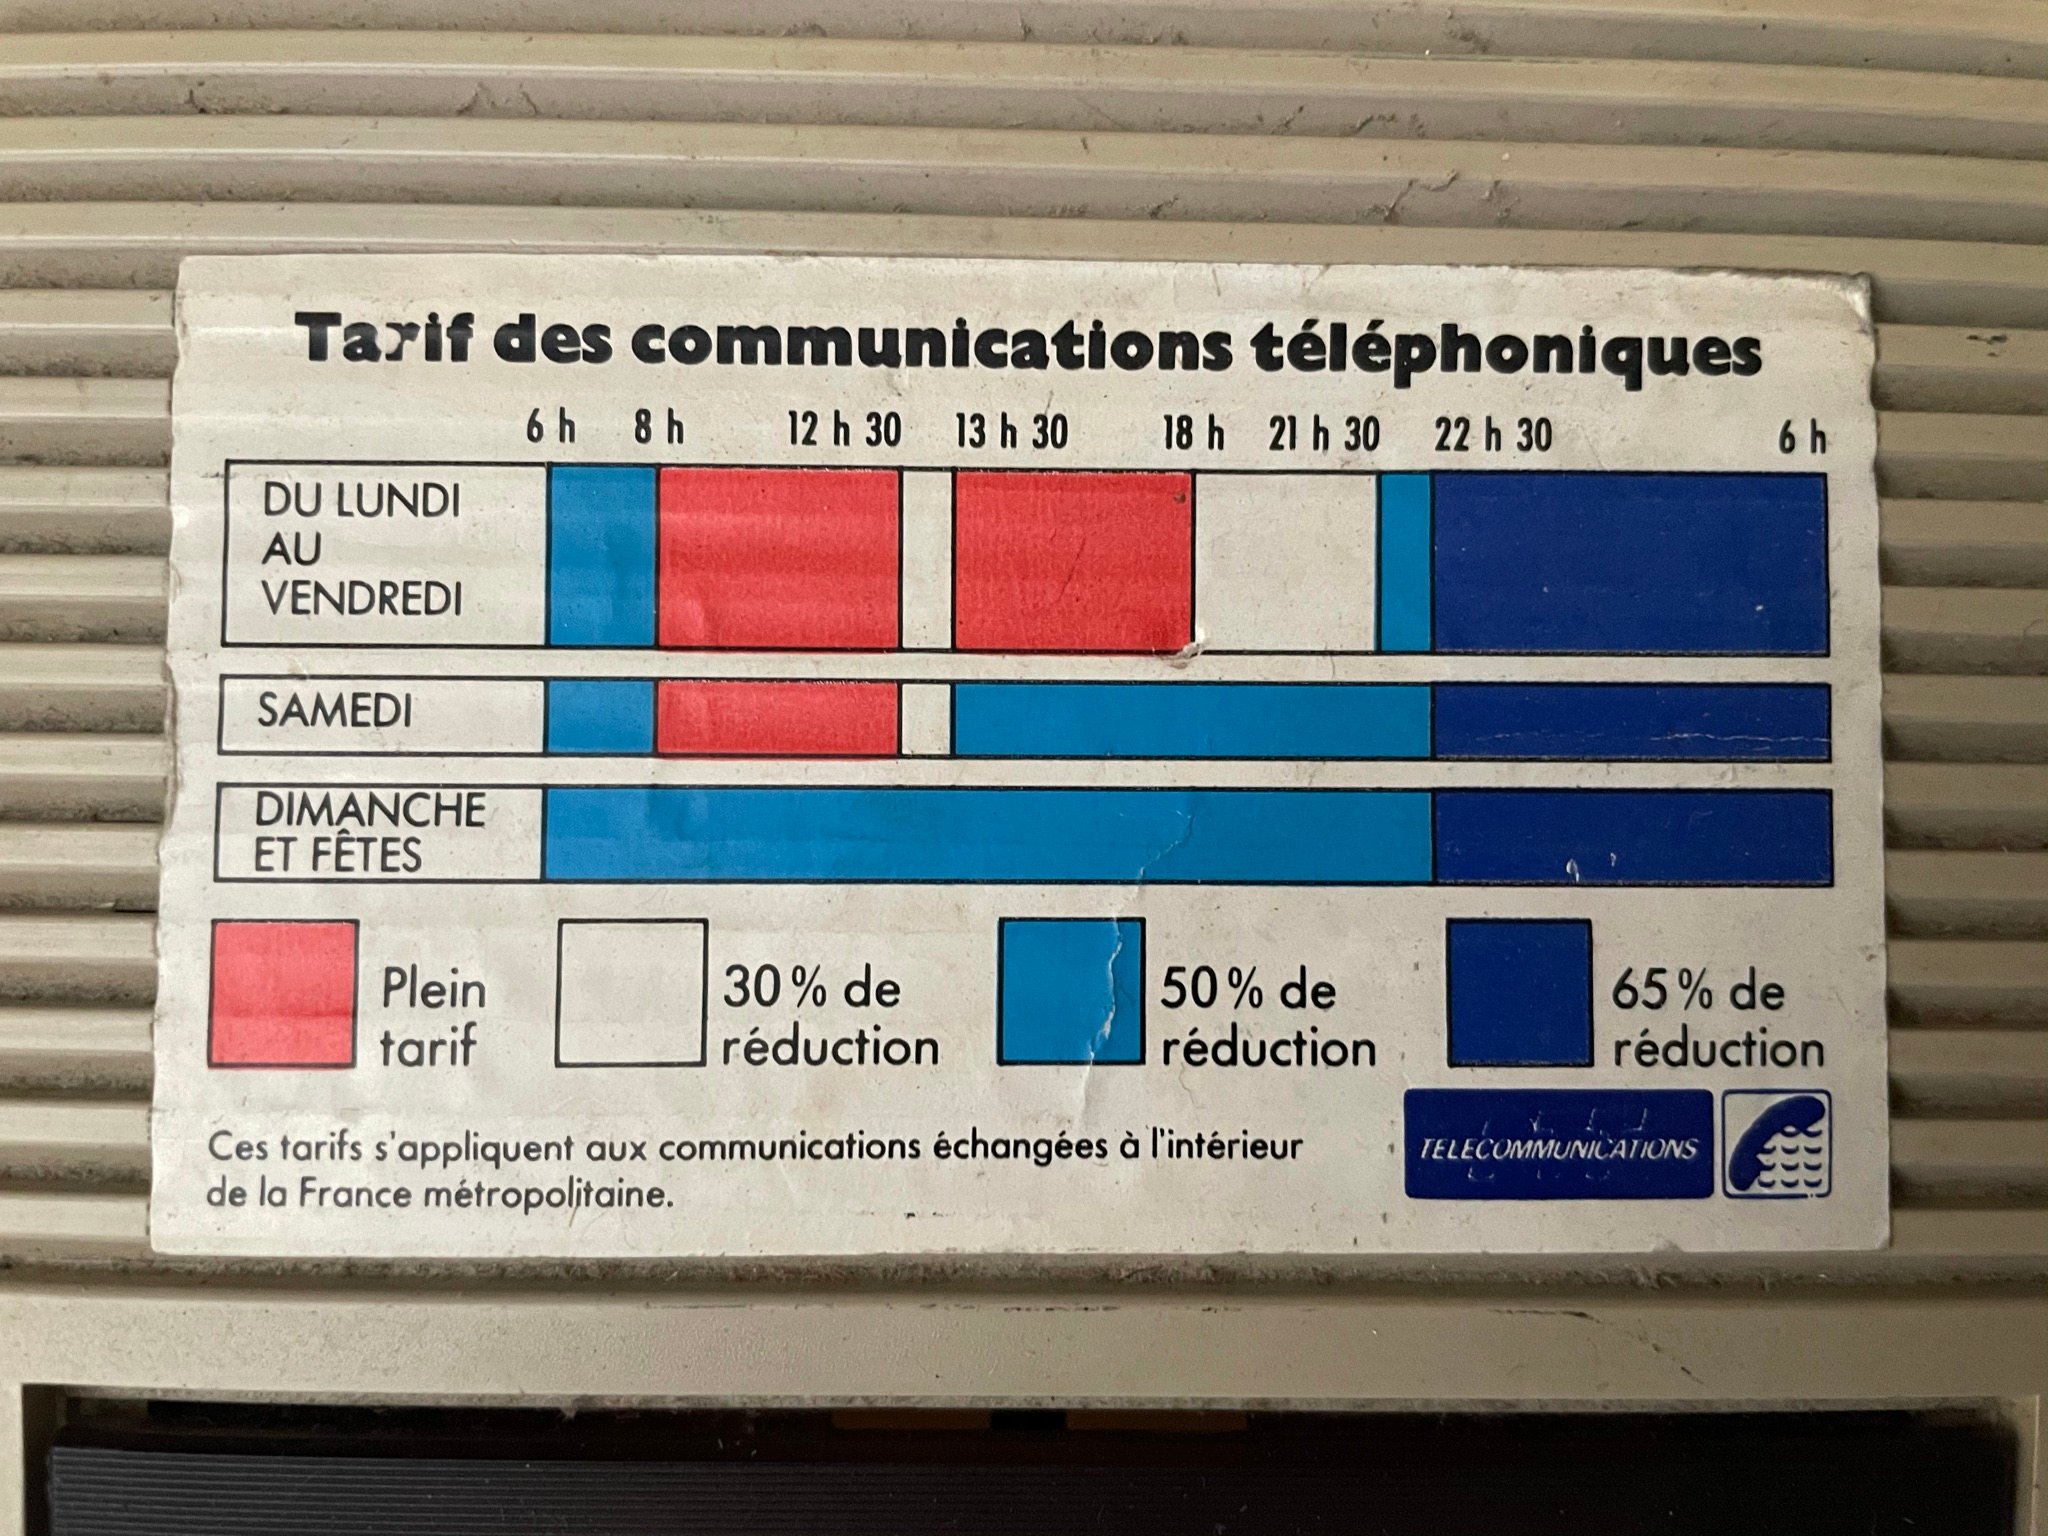 Tarif des communications téléphoniques
6 h 8 h 12 h 30 13 h 30 18 h 21 h 30 22 h 30 6 h
DU LUNDI
AU
VENDREDI
SAMEDI
DIMANCHE
ET FÊTES
Plein
tarif
30% de
réduction
50% de
réduction
65% de
réduction
Ces tarifs s'appliquent aux communications échangées à l'intérieur
de la France métropolitaine.
TELECOMMUNICATIONS